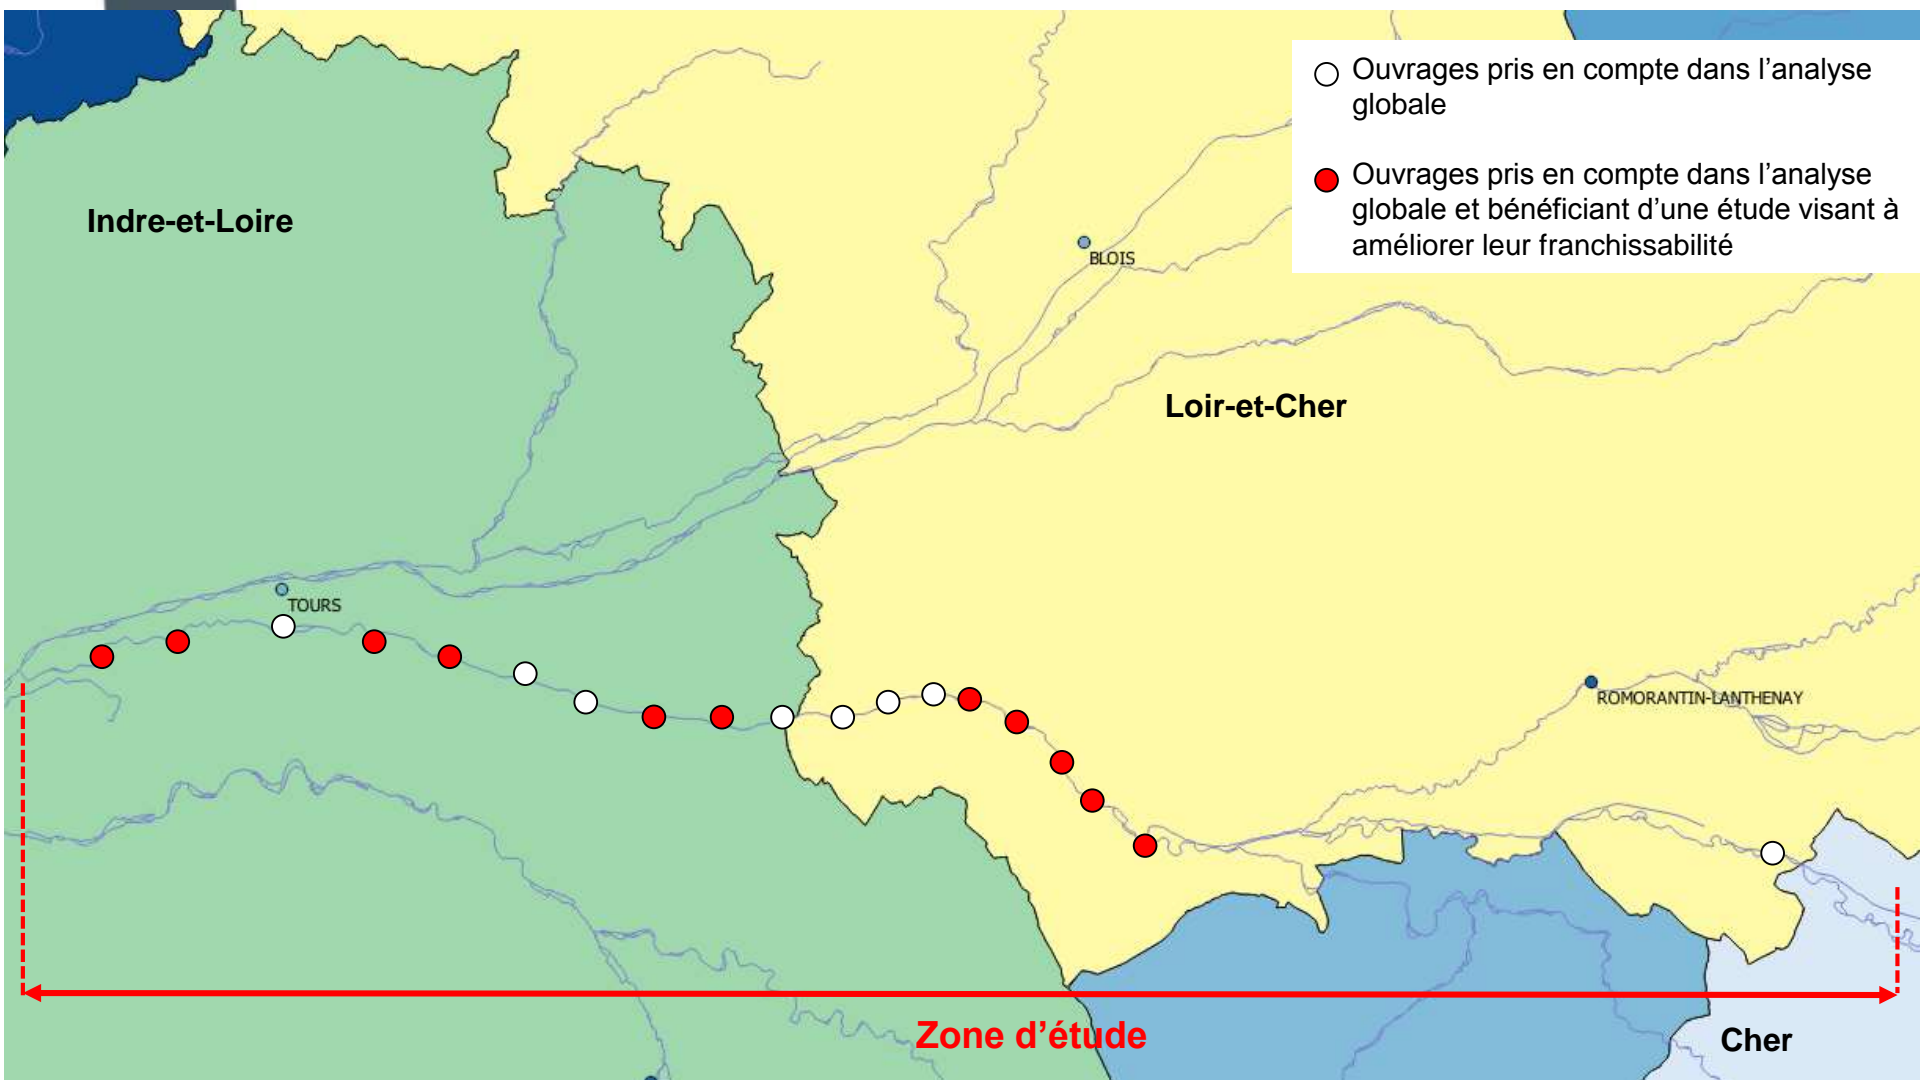 Ouvrages pris en compte dans l’analyse
globale
Ouvrages pris en compte dans l’analyse
globale et bénéficiant d’une étude visant à
améliorer leur franchissabilité
Indre-et-Loire
BLOIS
Loir-et-Cher
TOURS
ROMORANTIN-LANTHENAY
Zone d’étude
Cher